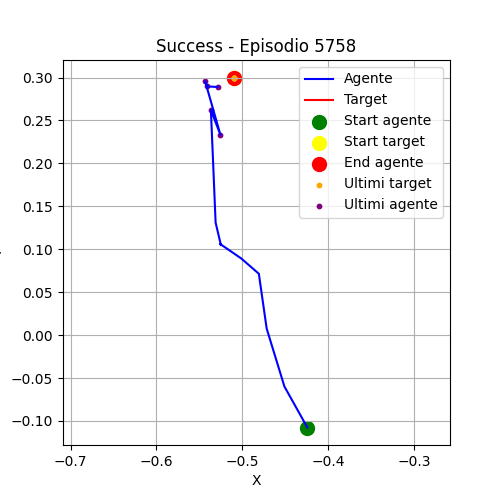 Success - Episodio 5758
0.30
0.25
0.20
0.15
0.10
0.05
0.00
−0.05
−0.10
−0.7
−0.6
−0.5
−0.4
−0.3
X
Agente
Target
Start agente
Start target
End agente
Ultimi target
Ultimi agente